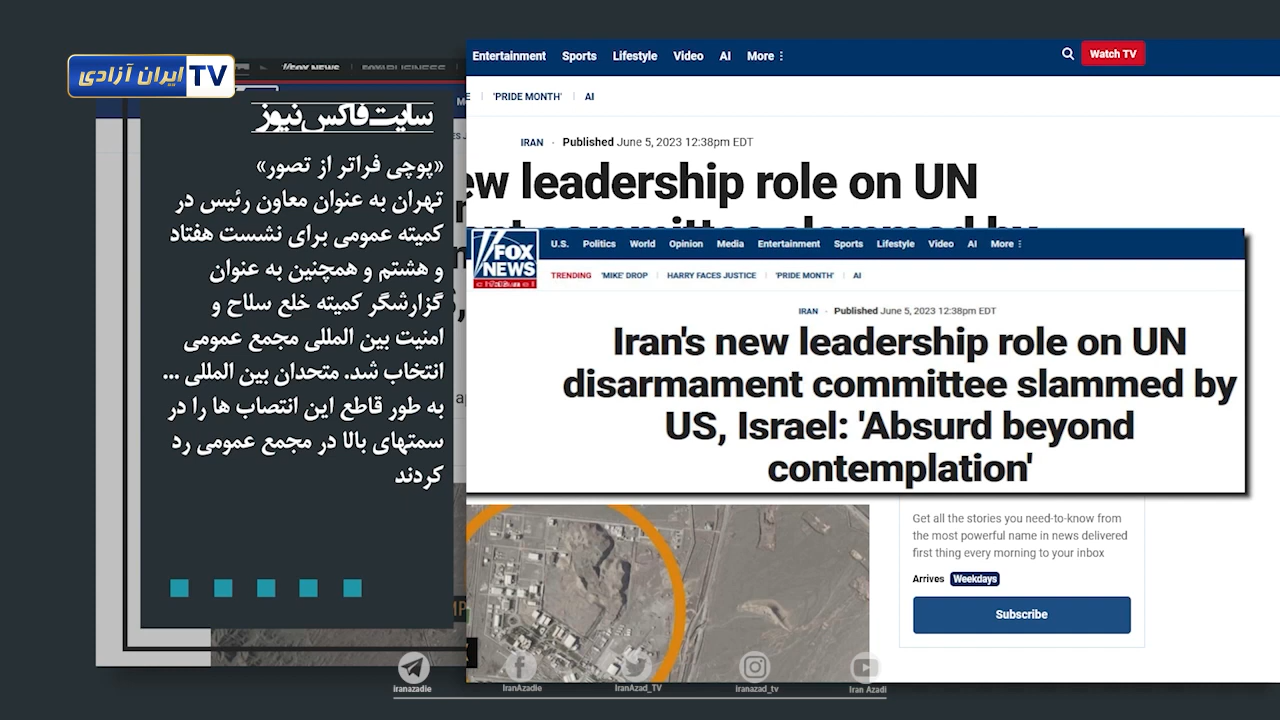 ایران آزادی TV
FOX NEWS
FOX BUSINESS
Entertainment Sports Lifestyle Video AI More
Watch TV
'PRIDE MONTH' AI
سایت فاکس نیوز
«پوچی فراتر از تصور»
تهران به عنوان معاون رئیس در
کمیته عمومی برای نشست هفتاد
و هشتم و همچنین به عنوان
گزارشگر کمیته خلع سلاح و
امنیت بین المللی مجمع عمومی
انتخاب شد. متحدان بین المللی ...
به طور قاطع این انتصاب ها را در
سمتهای بالا در مجمع عمومی رد
کردند
IRAN · Published June 5, 2023 12:38pm EDT
ew leadership role on UN
FOX NEWS channel
U.S. Politics World Opinion Media Entertainment Sports Lifestyle Video AI More
TRENDING 'MIKE' DROP HARRY FACES JUSTICE 'PRIDE MONTH' AI
IRAN · Published June 5, 2023 12:38pm EDT
Iran's new leadership role on UN
disarmament committee slammed by
US, Israel: 'Absurd beyond
contemplation'
Get all the stories you need-to-know from
the most powerful name in news delivered
first thing every morning to your inbox
Arrives Weekdays
Subscribe
iranazadie IranAzadie IranAzad_TV iranazad_tv Iran Azadi